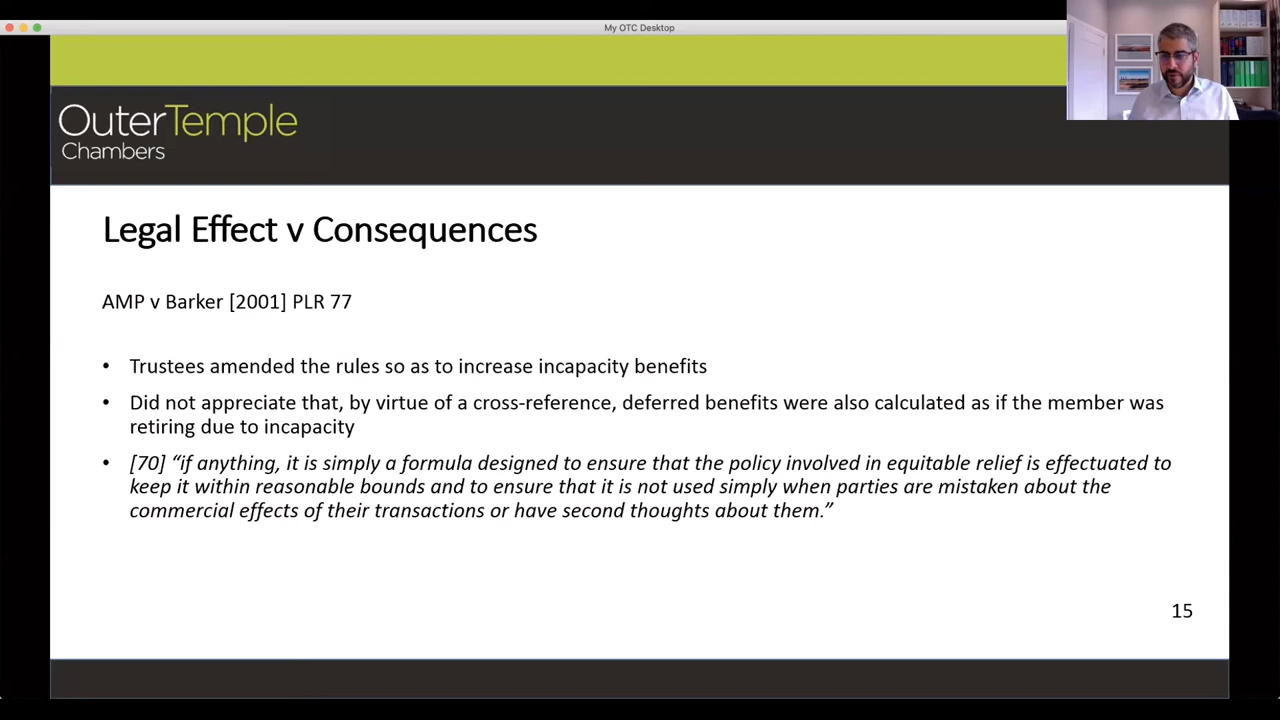 My OTC Desktop
OuterTemple
Chambers
Legal Effect v Consequences
AMP v Barker [2001] PLR 77
• Trustees amended the rules so as to increase incapacity benefits
• Did not appreciate that, by virtue of a cross-reference, deferred benefits were also calculated as if the member was
retiring due to incapacity
• [70] “if anything, it is simply a formula designed to ensure that the policy involved in equitable relief is effectuated to
keep it within reasonable bounds and to ensure that it is not used simply when parties are mistaken about the
commercial effects of their transactions or have second thoughts about them.”
15